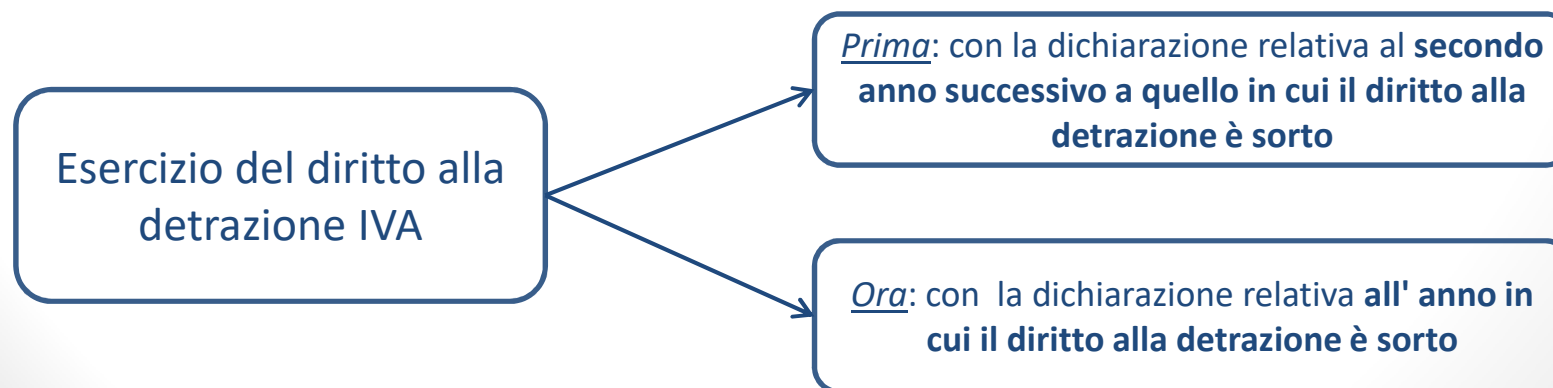 Prima: con la dichiarazione relativa al secondo
anno successivo a quello in cui il diritto alla
detrazione è sorto
Esercizio del diritto alla
detrazione IVA
Ora: con  la dichiarazione relativa all' anno in
cui il diritto alla detrazione è sorto